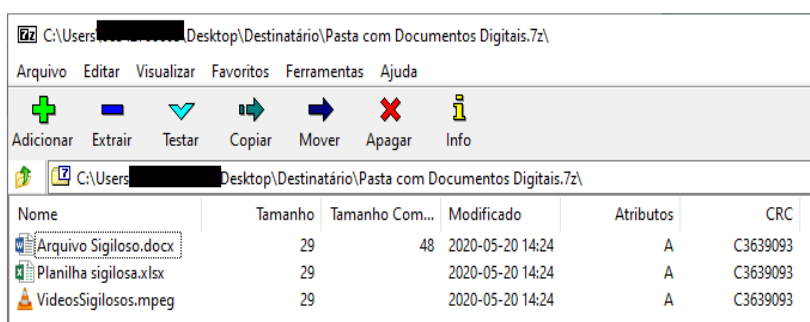 7z C:\Users\ Desktop\Destinatário\Pasta com Documentos Digitais.7z\
Arquivo Editar Visualizar Favoritos Ferramentas Ajuda
Adicionar Extrair Testar Copiar Mover Apagar Info
C:\Users Desktop\Destinatário\Pasta com Documentos Digitais.7z\
Nome Tamanho Tamanho Com... Modificado Atributos CRC
Arquivo Sigiloso.docx 29 48 2020-05-20 14:24 A C3639093
Planilha sigilosa.xlsx 29 2020-05-20 14:24 A C3639093
VideosSigilosos.mpeg 29 2020-05-20 14:24 A C3639093